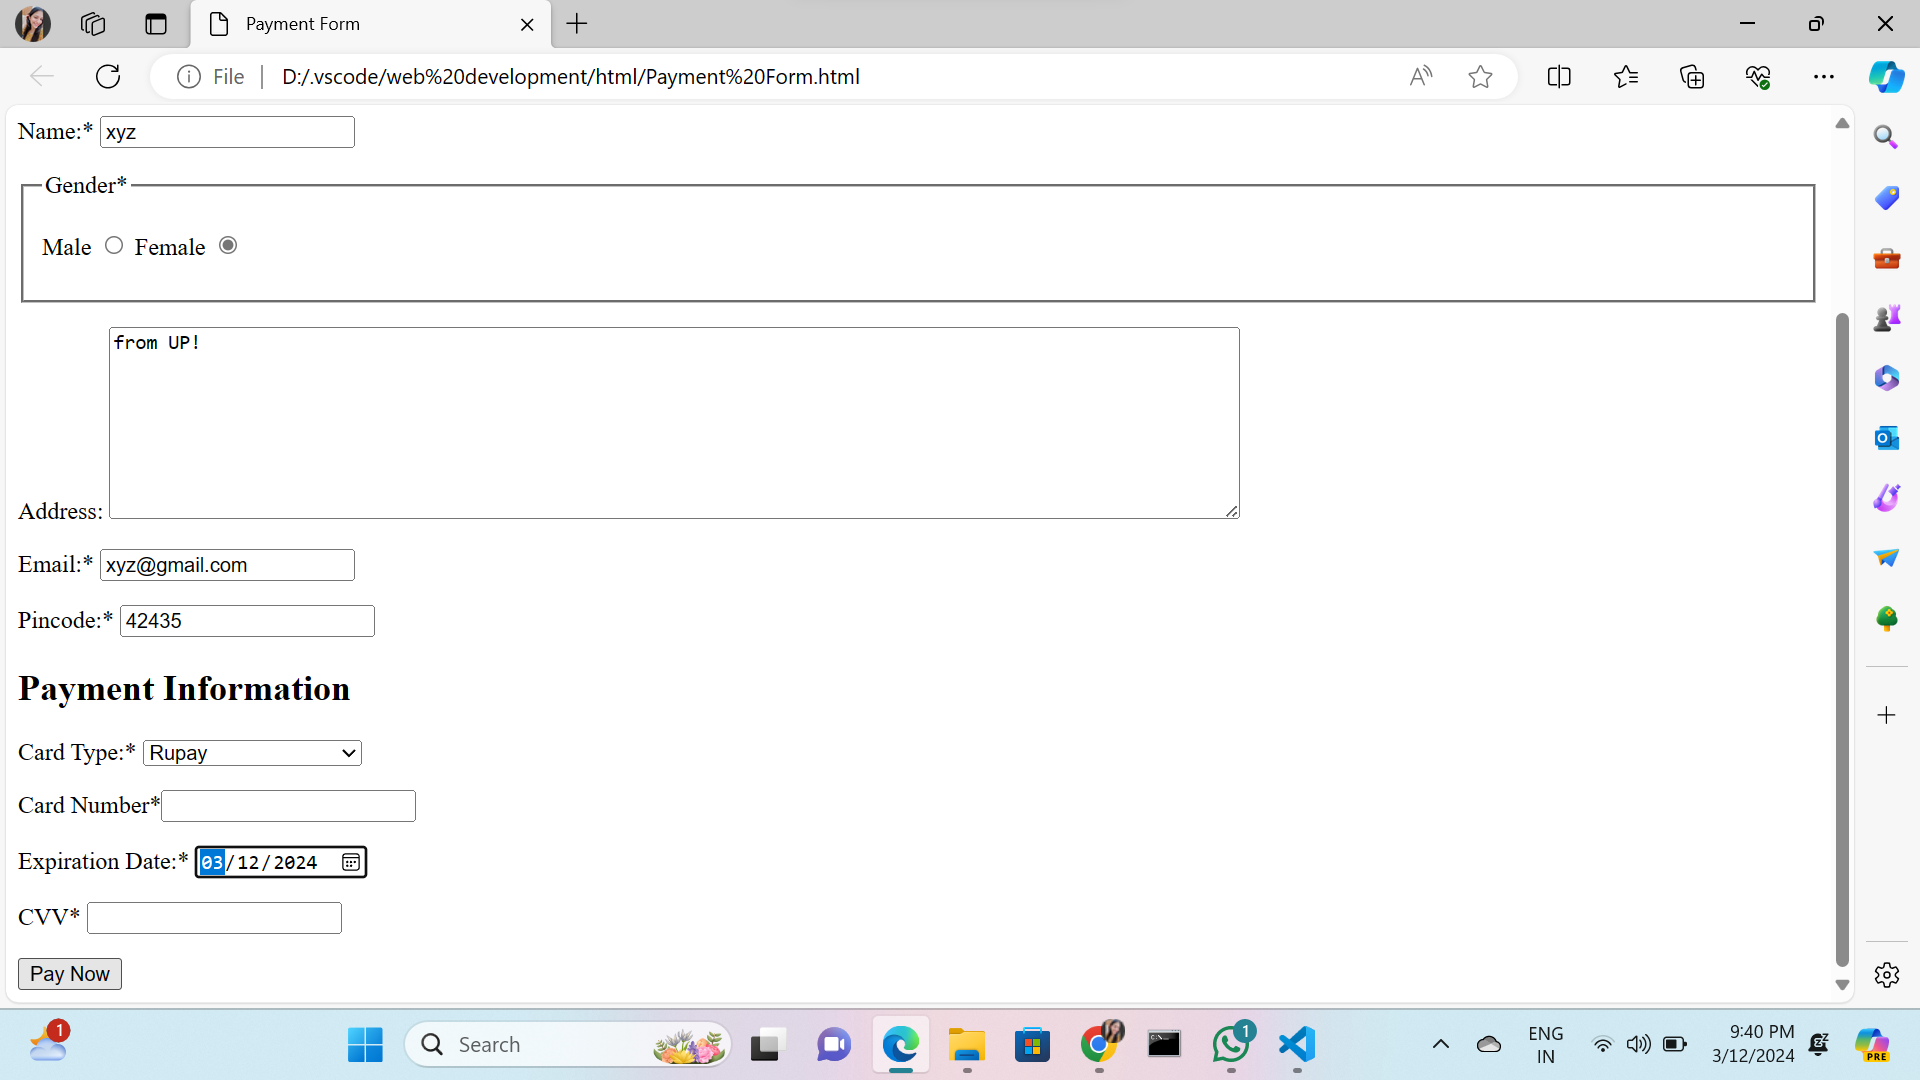 Payment Form
File
D:/.vscode/web%20development/html/Payment%20Form.html
Name:* xyz
Gender*
Male Female
from UP!
Address:
Email:* xyz@gmail.com
Pincode:* 42435
Payment Information
Card Type:* Rupay
Card Number*
Expiration Date:* 03/12/2024
CVV*
Pay Now
1
Search
1
ENG
IN
9:40 PM
3/12/2024
PRE